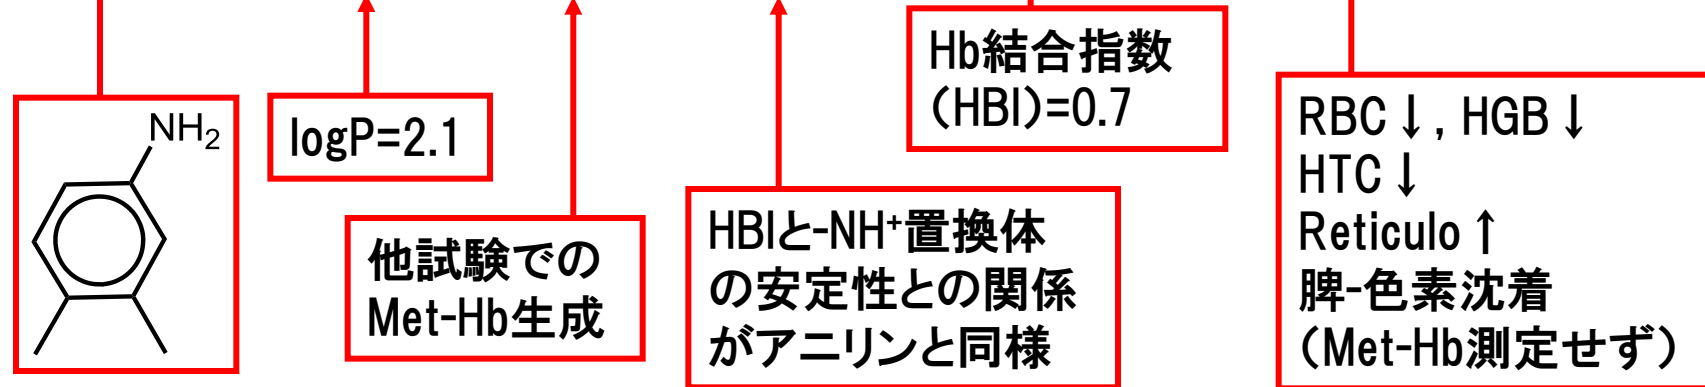 NH2
logP=2.1
他試験での
Met-Hb生成
HBIと-NH+置換体
の安定性との関係
がアニリンと同様
Hb結合指数
(HBI)=0.7
RBC↓, HGB↓
HTC↓
Reticulo↑
脾-色素沈着
(Met-Hb測定せず)